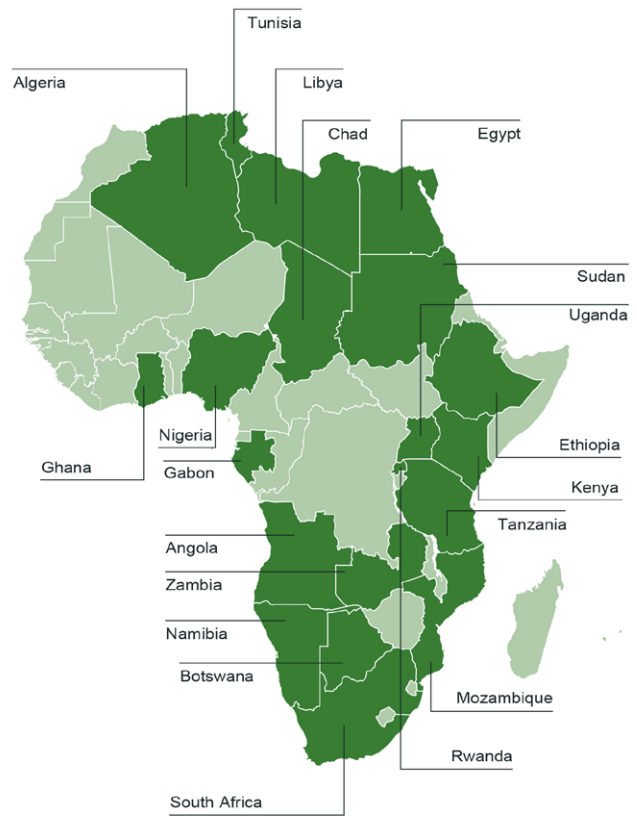 Tunisia
Algeria
Libya
Chad
Egypt
Sudan
Uganda
Nigeria
Ethiopia
Ghana
Gabon
Kenya
Tanzania
Angola
Zambia
Namibia
Botswana
Mozambique
Rwanda
South Africa